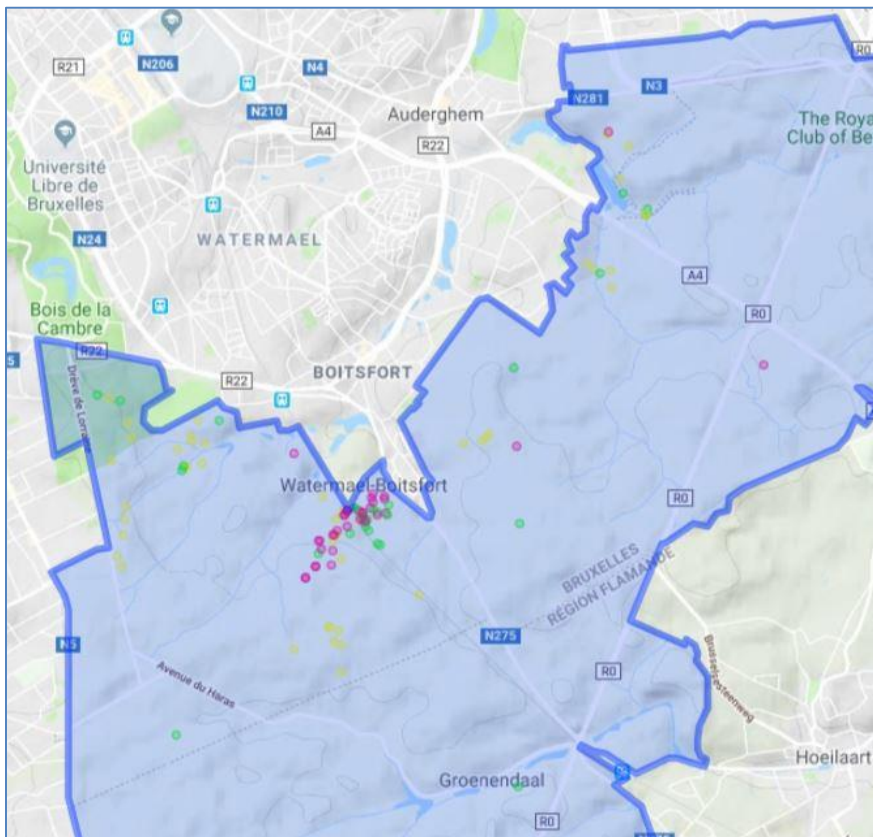 N206
R21
N4
N210
Auderghem
A4
R22
N281
N3
R0
The Roya
Club of Be
Université
Libre de
Bruxelles
WATERMAEL
N24
A4
Bois de la
Cambre
R0
R22
5
BOITSFORT
R22
Drève de Lorraine
Watermael-Boitsfort
R0
BRUXELLES
RÉGION FLAMANDE
N5
N275
Avenue du Haras
R0
Brusselsesteenweg
Hoeilaart
Groenendaal
R0